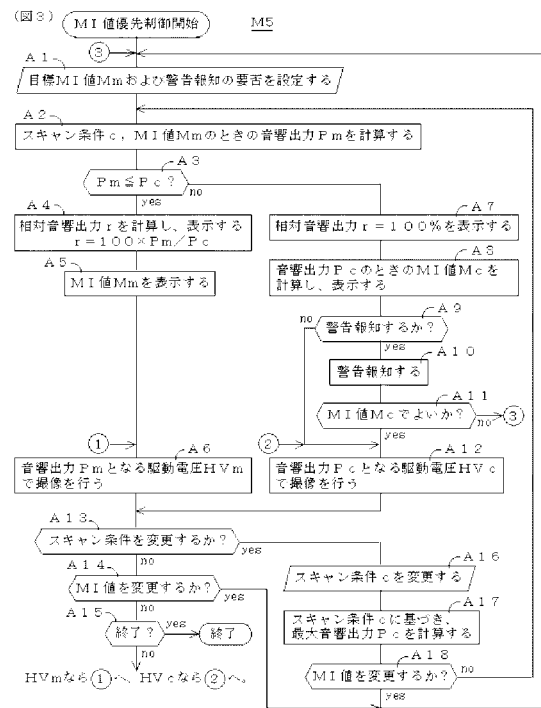 (図3)
MI値優先制御開始
M5
③
A1
目標MI値Mmおよび警告報知の要否を設定する
A2
スキャン条件c，MI値Mmのときの音響出力Pmを計算する
A3
Pm≦Pc？
no
yes
A4
相対音響出力rを計算し、表示する
r＝100×Pm／Pc
A5
MI値Mmを表示する
A7
相対音響出力r＝100％を表示する
A8
音響出力PcのときのMI値Mcを
計算し、表示する
A9
警告報知するか？
no
yes
A10
警告報知する
A11
MI値Mcでよいか？
no
③
yes
①
A6
音響出力Pmとなる駆動電圧HVm
で撮像を行う
②
A12
音響出力Pcとなる駆動電圧HVc
で撮像を行う
A13
スキャン条件を変更するか？
yes
no
A14
MI値を変更するか？
yes
no
A15
終了？
yes
終了
no
HVmなら①へ、HVcなら②へ。
A16
スキャン条件cを変更する
A17
スキャン条件cに基づき、
最大音響出力Pcを計算する
A18
MI値を変更するか？
no
yes